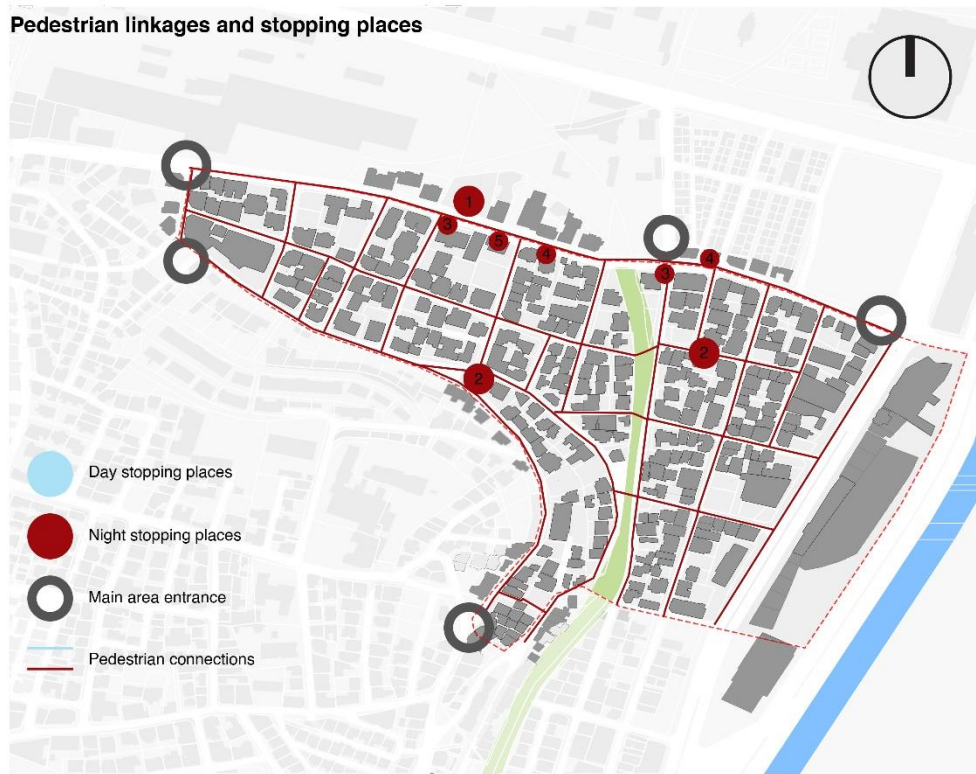 Pedestrian linkages and stopping places
1
3
5
4
4
3
2
2
Day stopping places
Night stopping places
Main area entrance
Pedestrian connections